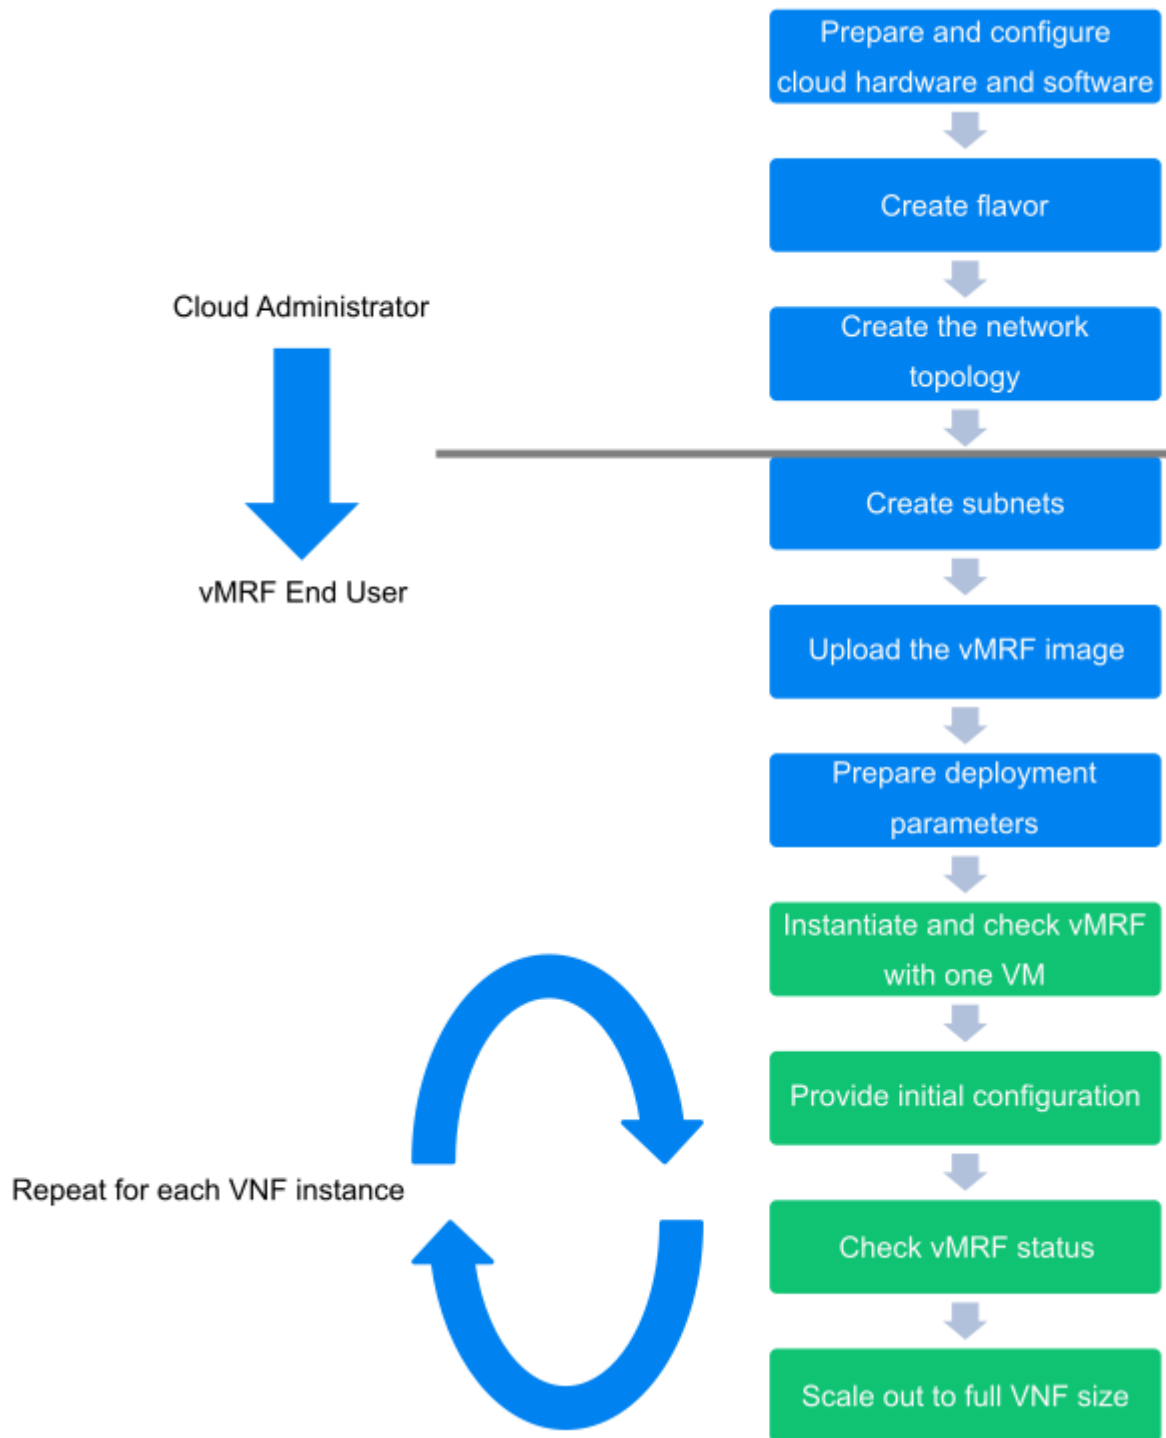 Prepare and configure
cloud hardware and software
Create flavor
Cloud Administrator
Create the network
topology
Create subnets
vMRF End User
Upload the vMRF image
Prepare deployment
parameters
Instantiate and check vMRF
with one VM
Provide initial configuration
Repeat for each VNF instance
Check vMRF status
Scale out to full VNF size